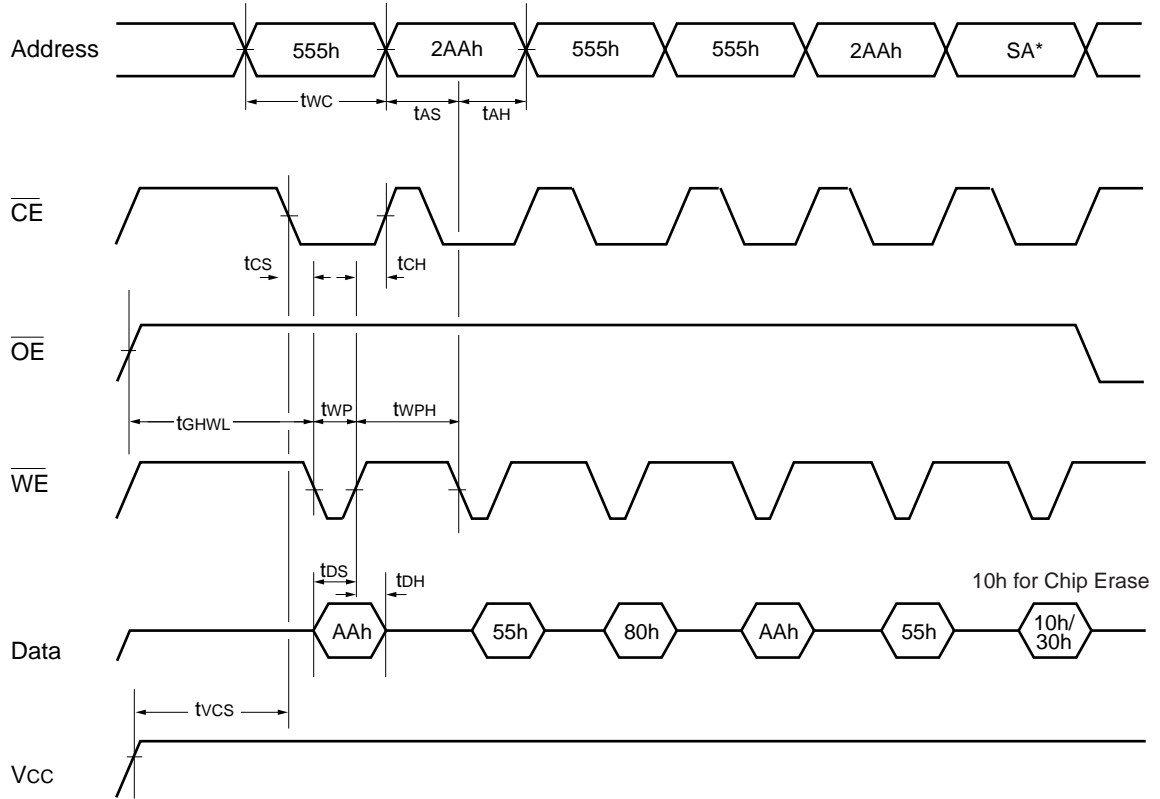 Address 555h 2AAh 555h 555h 2AAh SA*
tWC tAS tAH
CE
tCS tCH
OE
tGHWL tWP tWPH
WE
tDS tDH
10h for Chip Erase
Data AAh 55h 80h AAh 55h 10h/
30h
tVCS
VCC